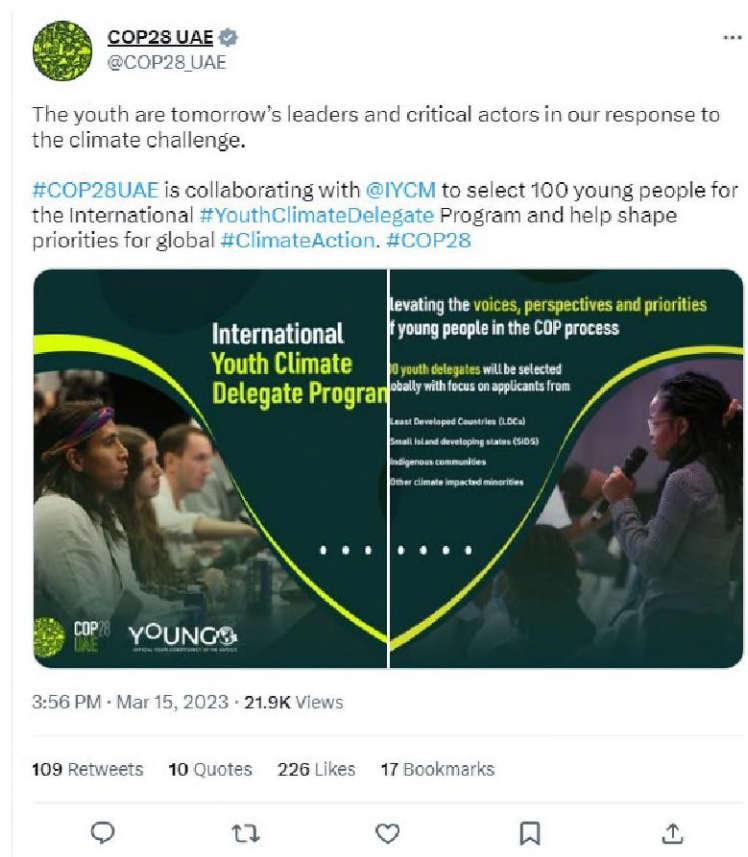 COP28 UAE
@COP28_UAE
The youth are tomorrow's leaders and critical actors in our response to
the climate challenge.
#COP28UAE is collaborating with @IYCM to select 100 young people for
the International #YouthClimateDelegate Program and help shape
priorities for global #ClimateAction. #COP28
International
Youth Climate
Delegate Program
levating the voices, perspectives and priorities
f young people in the COP process
0 youth delegates will be selected
obally with focus on applicants from
Least Developed Countries (LDCs)
Small Island developing states (SIDS)
Indigenous communities
Other climate impacted minorities
COP28
UAE
YOUNGO
3:56 PM · Mar 15, 2023 · 21.9K Views
109 Retweets 10 Quotes 226 Likes 17 Bookmarks